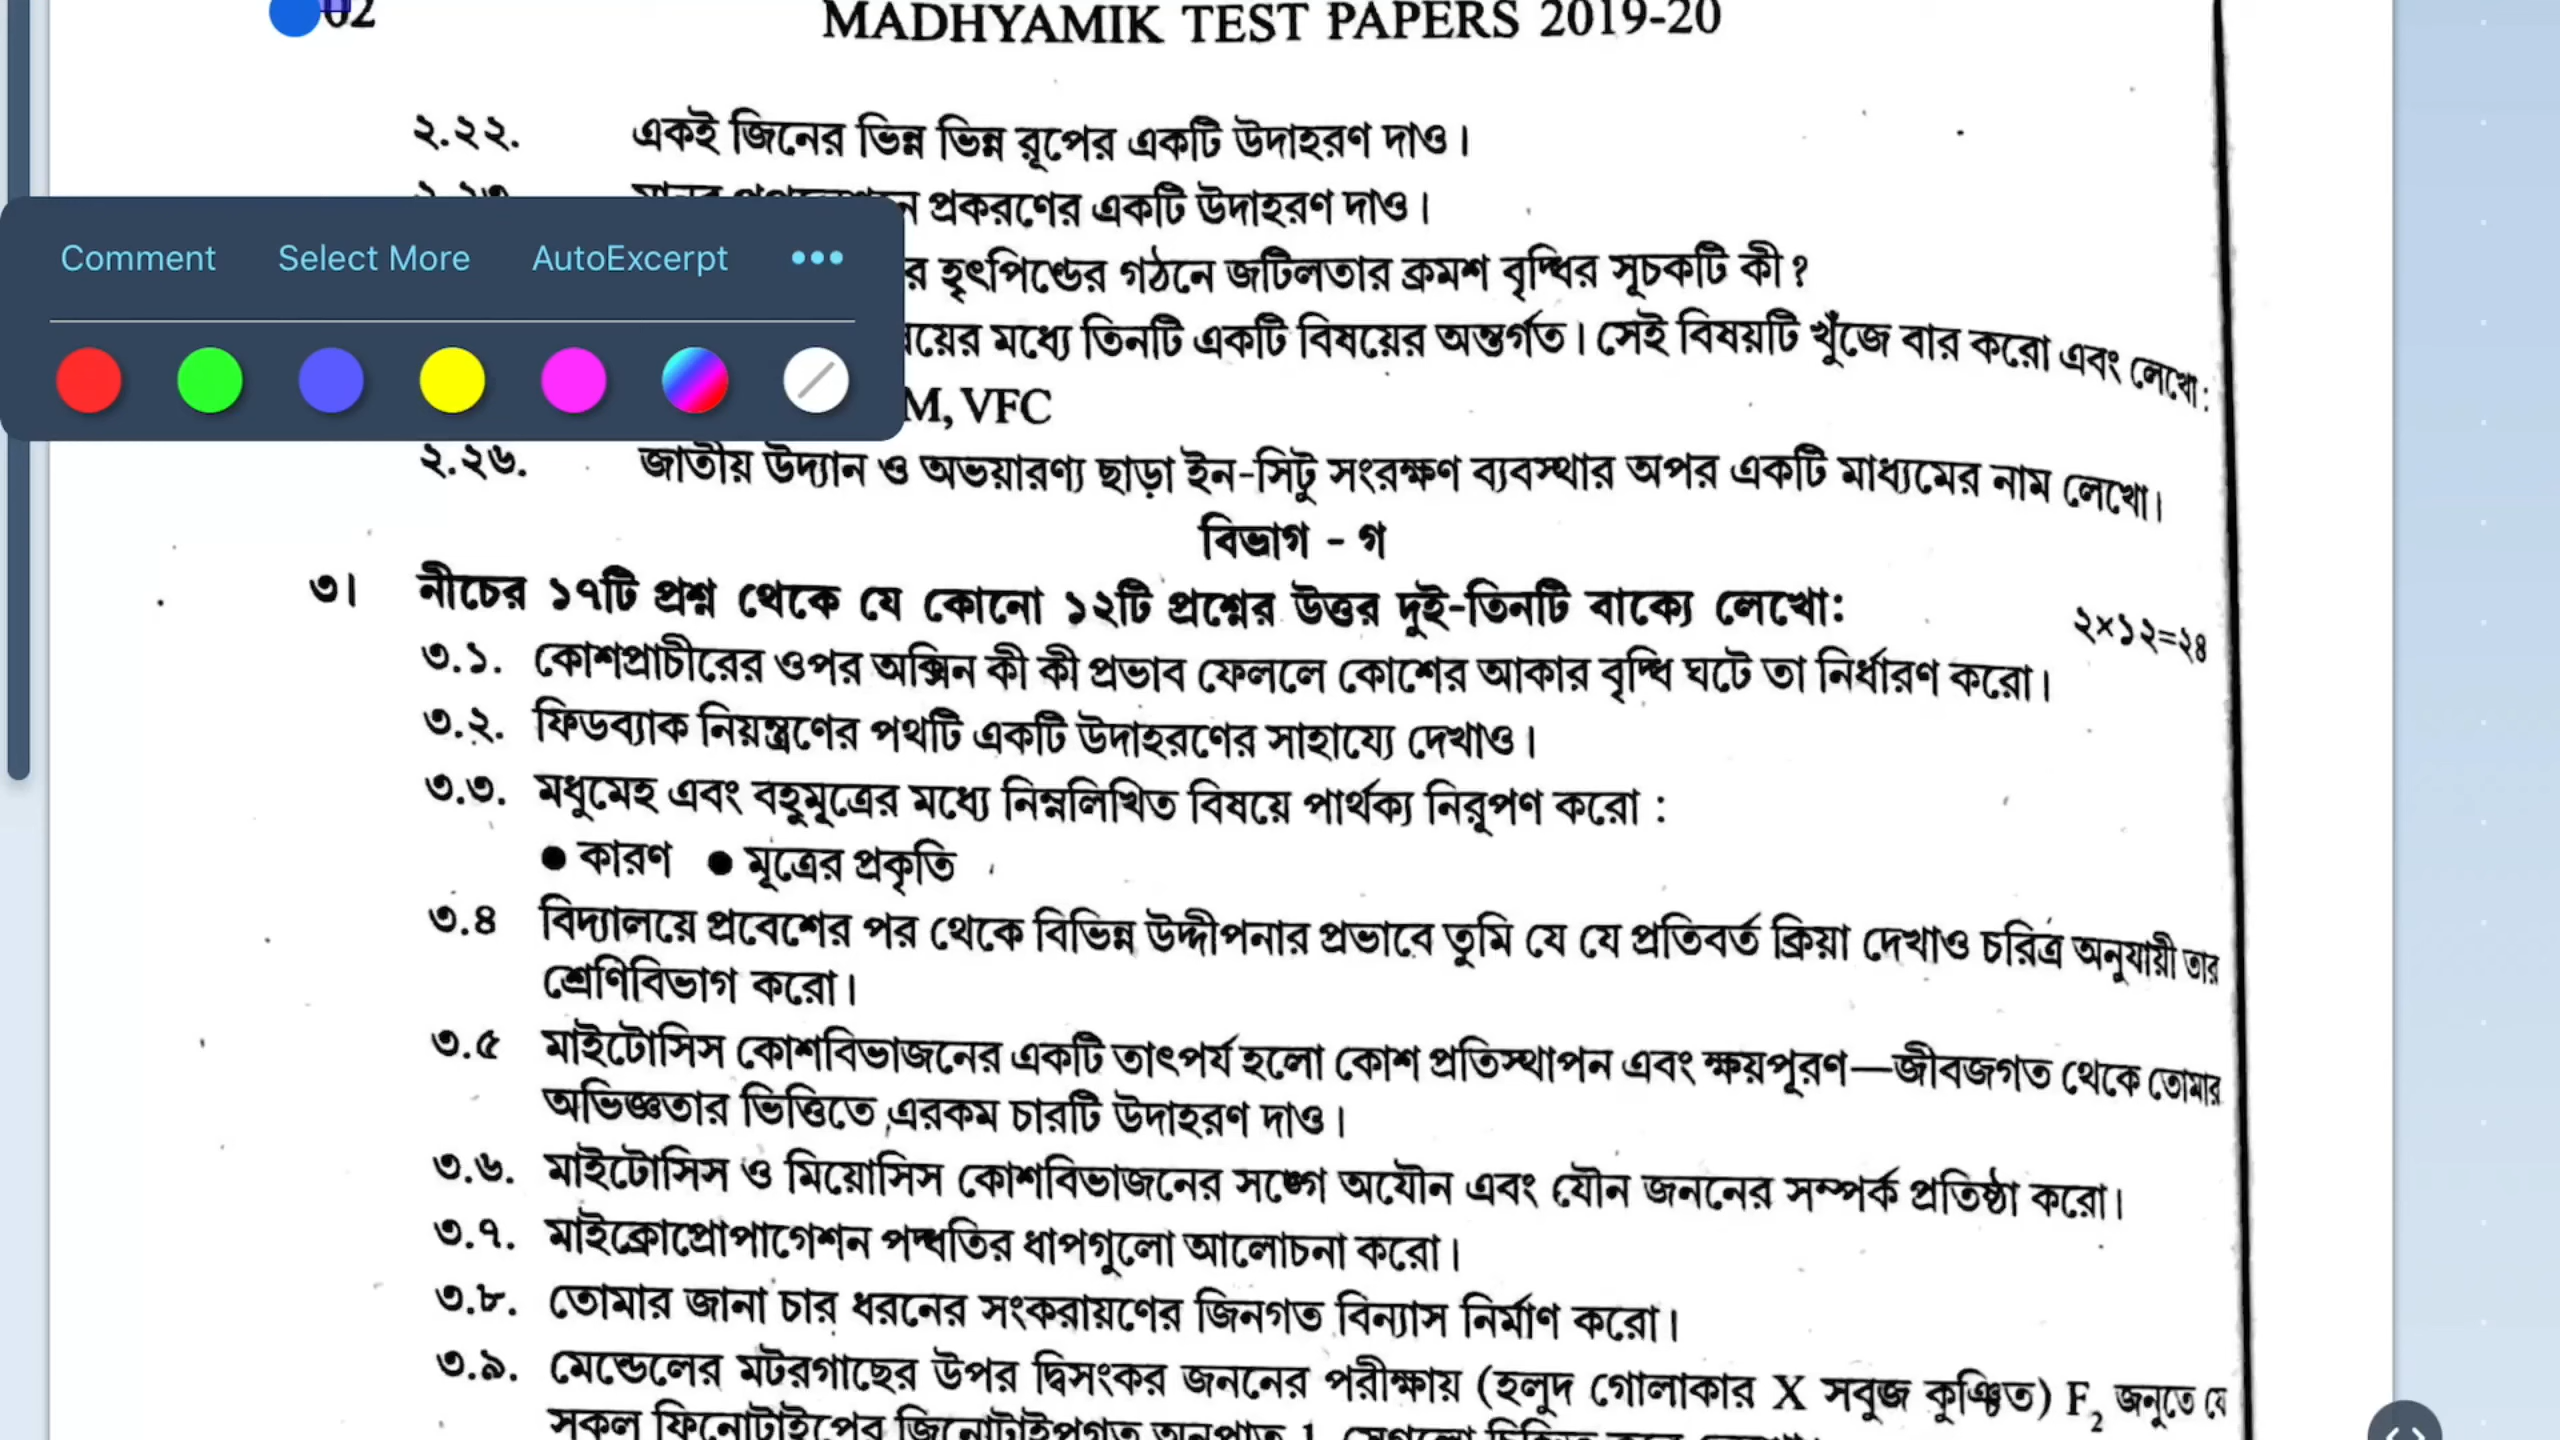 02
MADHYAMIK TEST PAPERS 2019-20
২.২২. একই জিনের ভিন্ন ভিন্ন রূপের একটি উদাহরণ দাও।
প্রকরণের একটি উদাহরণ দাও।
হৃৎপিণ্ডের গঠনে জটিলতার ক্রমশ বৃদ্ধির সূচকটি কী?
মধ্যে তিনটি একটি বিষয়ের অন্তর্গত। সেই বিষয়টি খুঁজে বার করো এবং লেখো:
M, VFC
Comment Select More AutoExcerpt •••
২.২৬. জাতীয় উদ্যান ও অভয়ারণ্য ছাড়া ইন-সিটু সংরক্ষণ ব্যবস্থার অপর একটি মাধ্যমের নাম লেখো।
বিভাগ - গ
৩। নীচের ১৭টি প্রশ্ন থেকে যে কোনো ১২টি প্রশ্নের উত্তর দুই-তিনটি বাক্যে লেখো: ২×১২=২৪
৩.১. কোশপ্রাচীরের ওপর অক্সিন কী কী প্রভাব ফেললে কোশের আকার বৃদ্ধি ঘটে তা নির্ধারণ করো।
৩.২. ফিডব্যাক নিয়ন্ত্রণের পথটি একটি উদাহরণের সাহায্যে দেখাও।
৩.৩. মধুমেহ এবং বহুমূত্রের মধ্যে নিম্নলিখিত বিষয়ে পার্থক্য নিরূপণ করো :
● কারণ ● মূত্রের প্রকৃতি
৩.৪ বিদ্যালয়ে প্রবেশের পর থেকে বিভিন্ন উদ্দীপনার প্রভাবে তুমি যে যে প্রতিবর্ত ক্রিয়া দেখাও চরিত্র অনুযায়ী তার
শ্রেণিবিভাগ করো।
৩.৫ মাইটোসিস কোশবিভাজনের একটি তাৎপর্য হলো কোশ প্রতিস্থাপন এবং ক্ষয়পূরণ—জীবজগত থেকে তোমার
অভিজ্ঞতার ভিত্তিতে এরকম চারটি উদাহরণ দাও।
৩.৬. মাইটোসিস ও মিয়োসিস কোশবিভাজনের সঙ্গে অযৌন এবং যৌন জননের সম্পর্ক প্রতিষ্ঠা করো।
৩.৭. মাইক্রোপ্রোপাগেশন পদ্ধতির ধাপগুলো আলোচনা করো।
৩.৮. তোমার জানা চার ধরনের সংকরায়ণের জিনগত বিন্যাস নির্মাণ করো।
৩.৯. মেন্ডেলের মটরগাছের উপর দ্বিসংকর জননের পরীক্ষায় (হলুদ গোলাকার X সবুজ কুঞ্চিত) F₂ জনুতে যে
সকল ফিনোটাইপের জিনোটাইপগত অনুপাত 1,